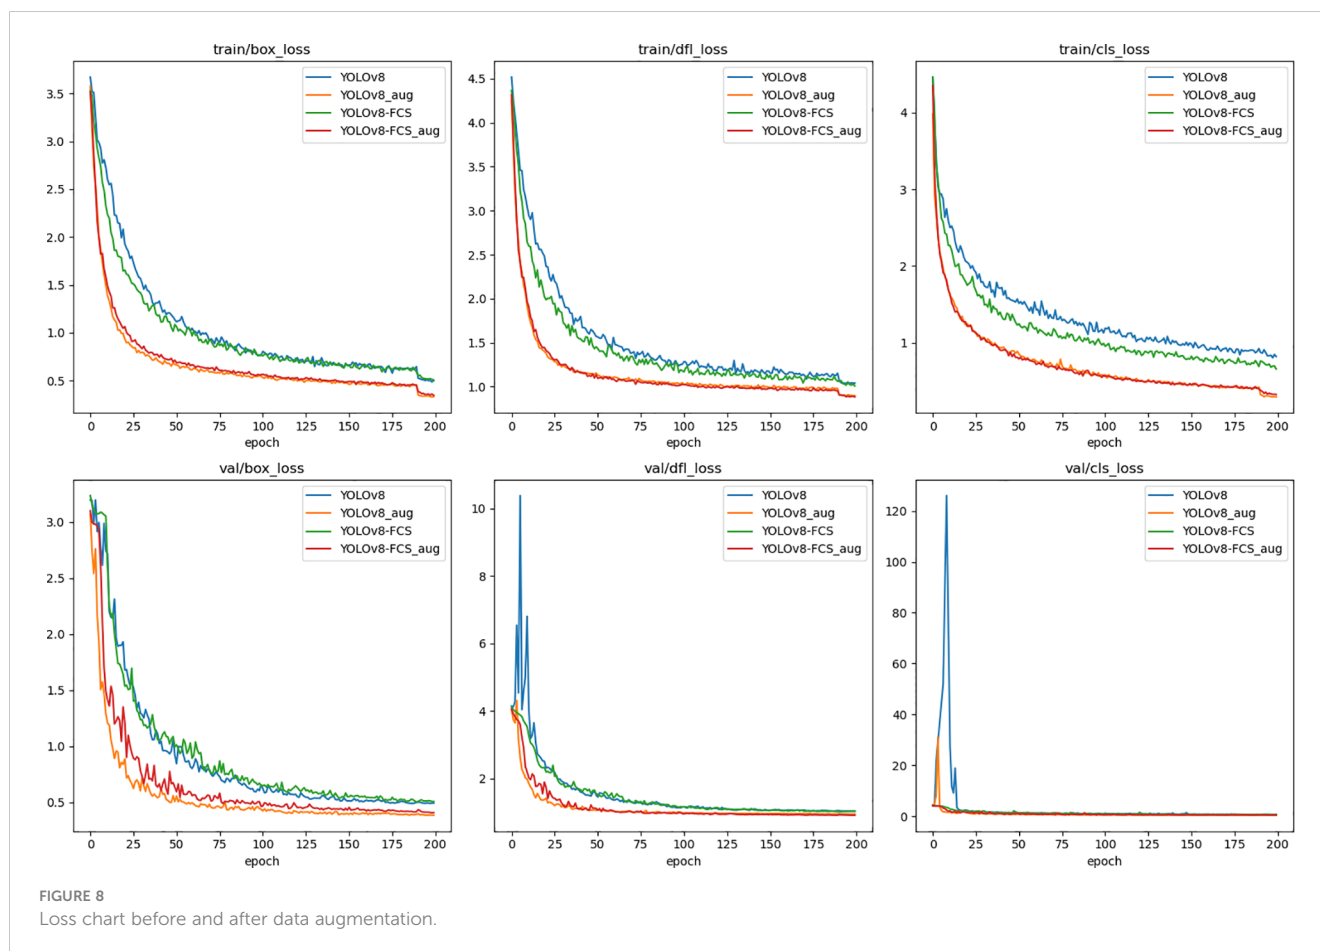 train/box_loss
YOLOv8
YOLOv8_aug
YOLOv8-FCS
YOLOv8-FCS_aug
3.5
3.0
2.5
2.0
1.5
1.0
0.5
0 25 50 75 100 125 150 175 200
epoch
train/dfl_loss
YOLOv8
YOLOv8_aug
YOLOv8-FCS
YOLOv8-FCS_aug
4.5
4.0
3.5
3.0
2.5
2.0
1.5
1.0
0 25 50 75 100 125 150 175 200
epoch
train/cls_loss
YOLOv8
YOLOv8_aug
YOLOv8-FCS
YOLOv8-FCS_aug
4
3
2
1
0 25 50 75 100 125 150 175 200
epoch
val/box_loss
YOLOv8
YOLOv8_aug
YOLOv8-FCS
YOLOv8-FCS_aug
3.0
2.5
2.0
1.5
1.0
0.5
0 25 50 75 100 125 150 175 200
epoch
val/dfl_loss
YOLOv8
YOLOv8_aug
YOLOv8-FCS
YOLOv8-FCS_aug
10
8
6
4
2
0 25 50 75 100 125 150 175 200
epoch
val/cls_loss
YOLOv8
YOLOv8_aug
YOLOv8-FCS
YOLOv8-FCS_aug
120
100
80
60
40
20
0
0 25 50 75 100 125 150 175 200
epoch
FIGURE 8
Loss chart before and after data augmentation.